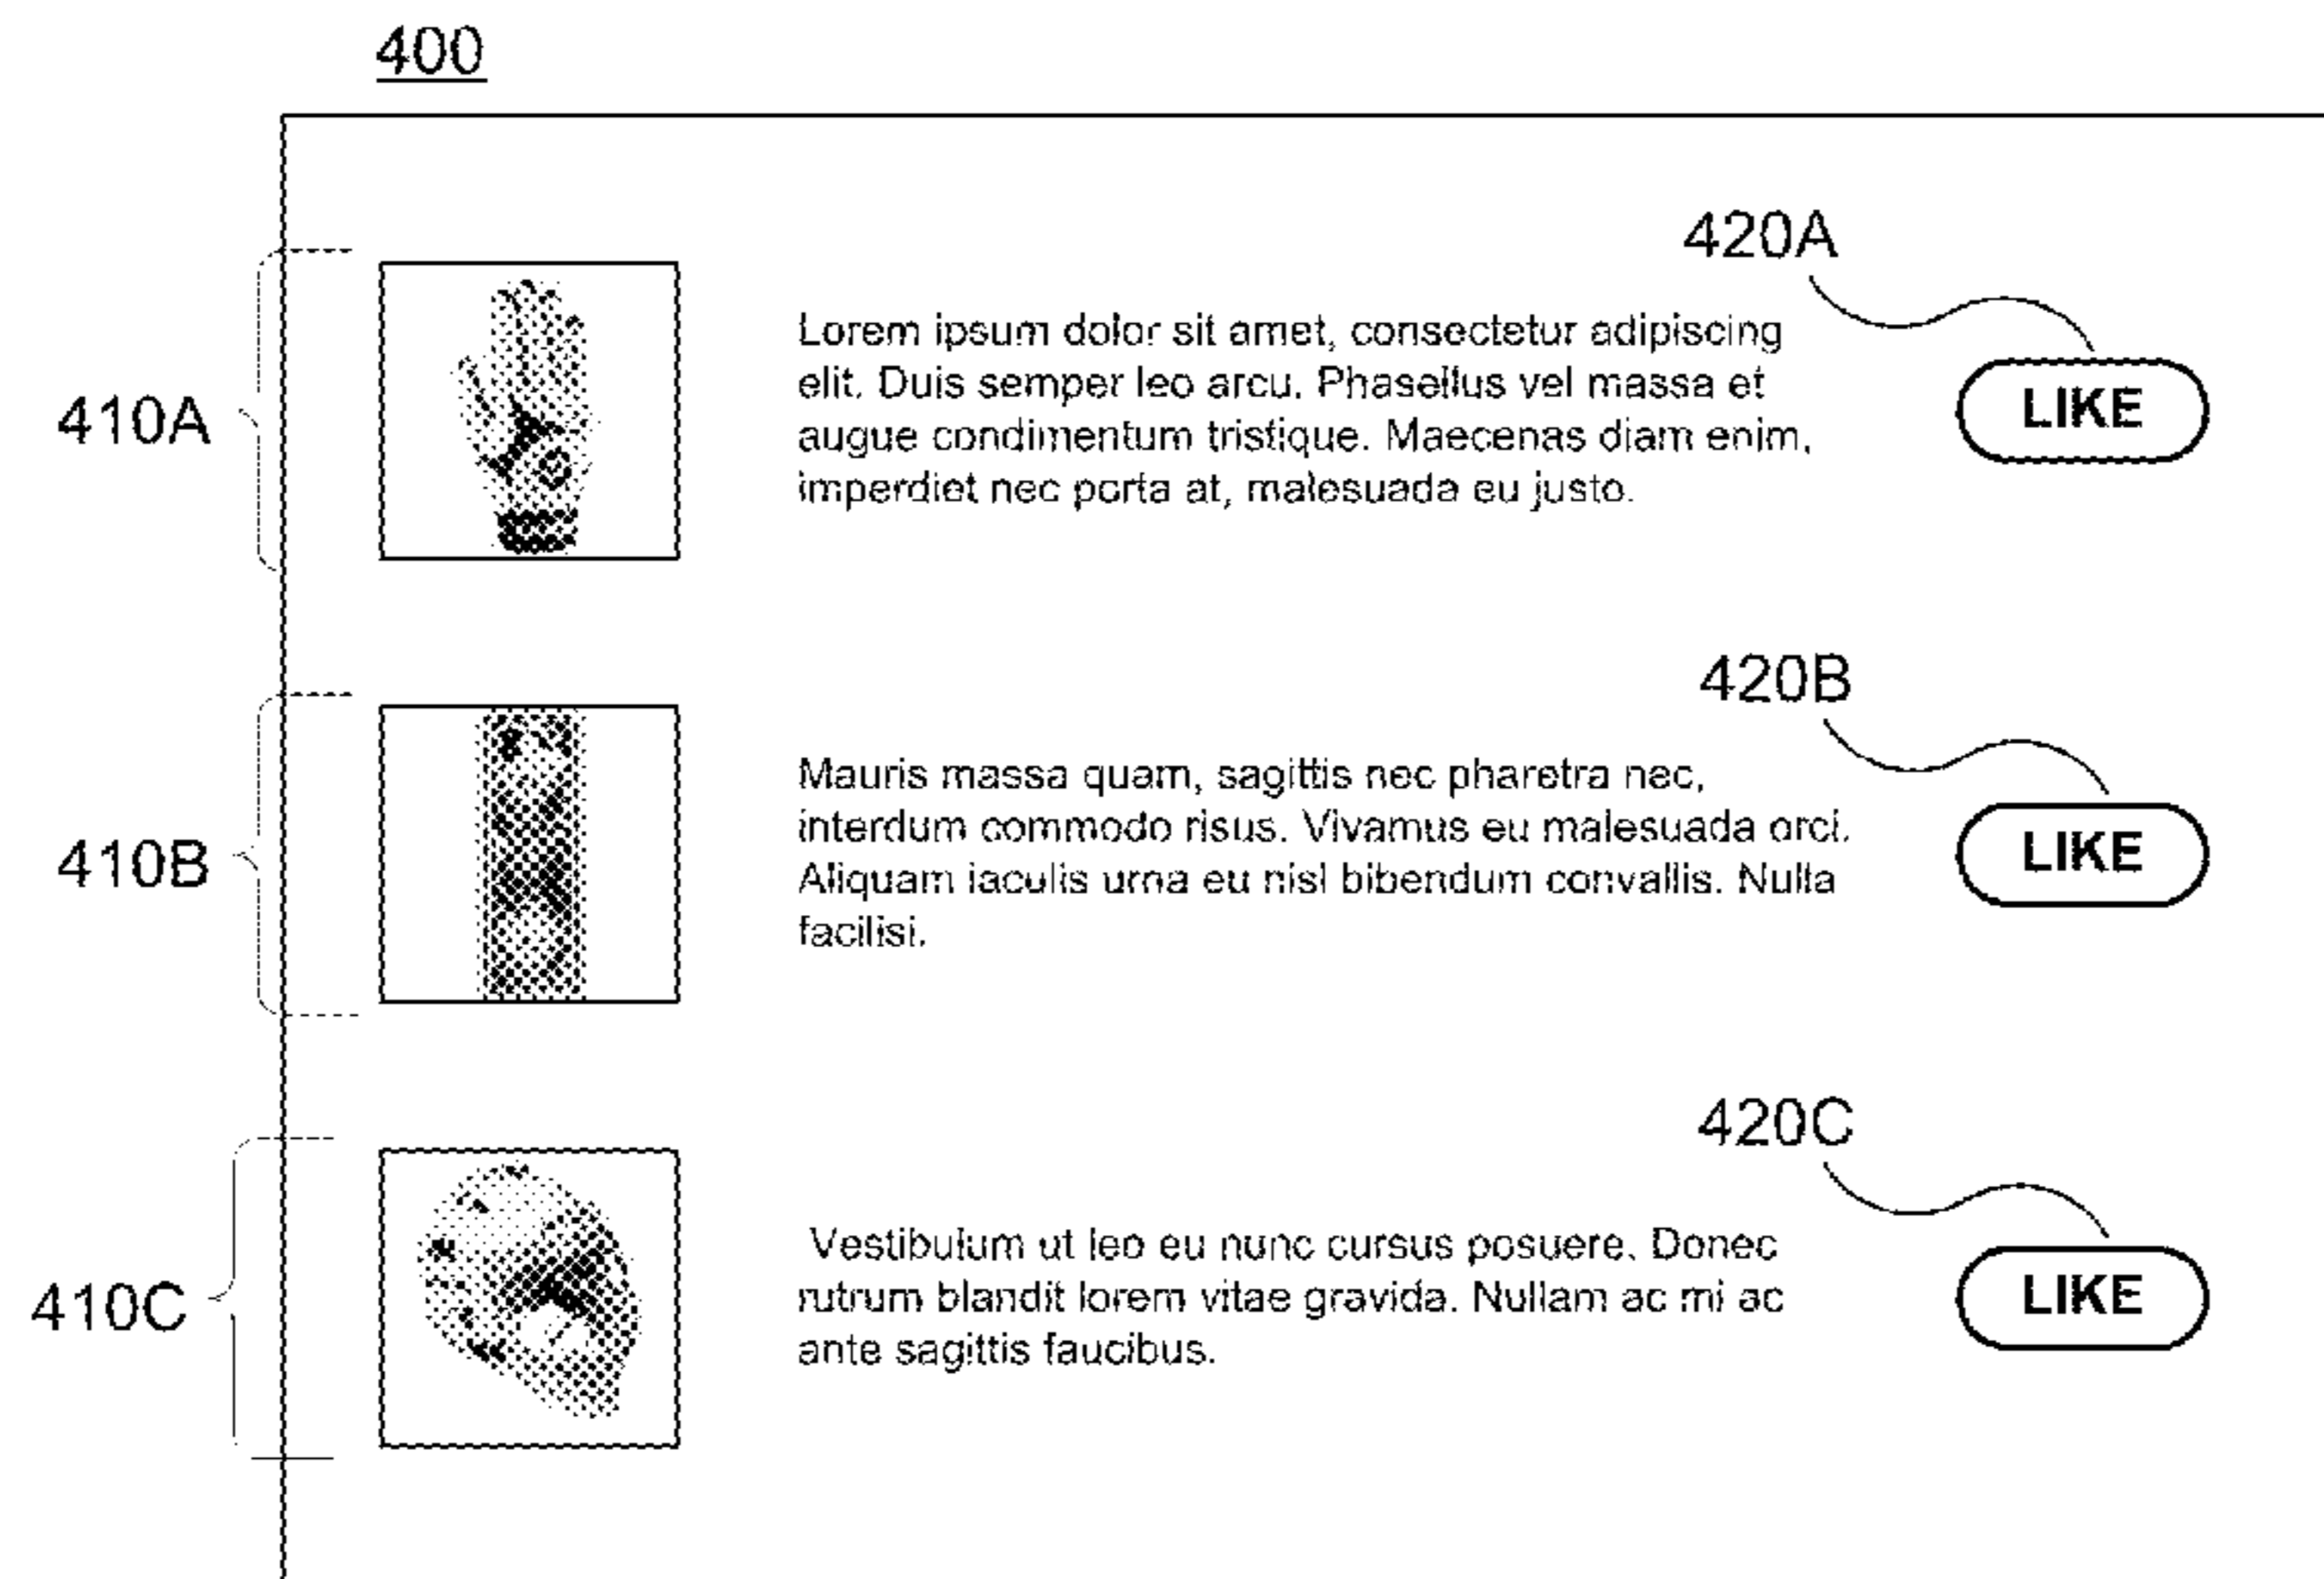 400
420A
Lorem ipsum dolor sit amet, consectetur adipiscing
elit. Duis semper leo arcu. Phasellus vel massa et
augue condimentum tristique. Maecenas diam enim,
imperdiet nec porta at, malesuada eu justo.
LIKE
410A
420B
Mauris massa quam, sagittis nec pharetra nec,
interdum commodo risus. Vivamus eu malesuada orci.
Aliquam iaculis urna eu nisl bibendum convallis. Nulla
facilisi.
LIKE
410B
420C
Vestibulum ut leo eu nunc cursus posuere. Donec
rutrum blandit lorem vitae gravida. Nullam ac mi ac
ante sagittis faucibus.
LIKE
410C